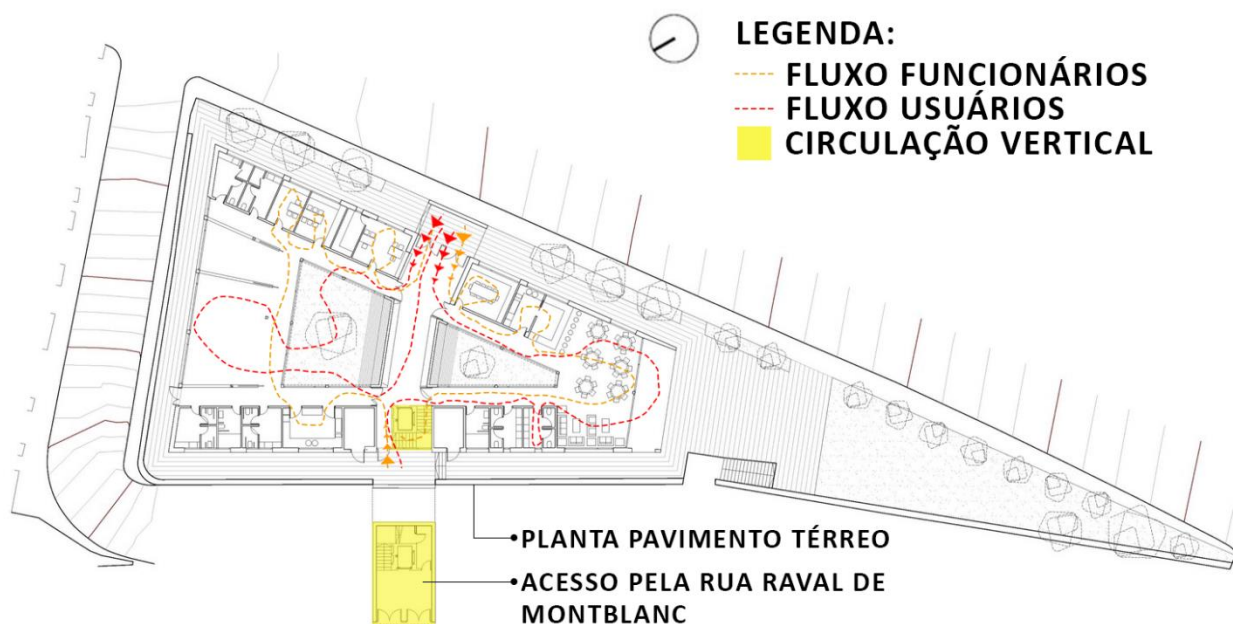 LEGENDA:
FLUXO FUNCIONÁRIOS
FLUXO USUÁRIOS
CIRCULAÇÃO VERTICAL
•PLANTA PAVIMENTO TÉRREO
•ACESSO PELA RUA RAVAL DE
MONTBLANC